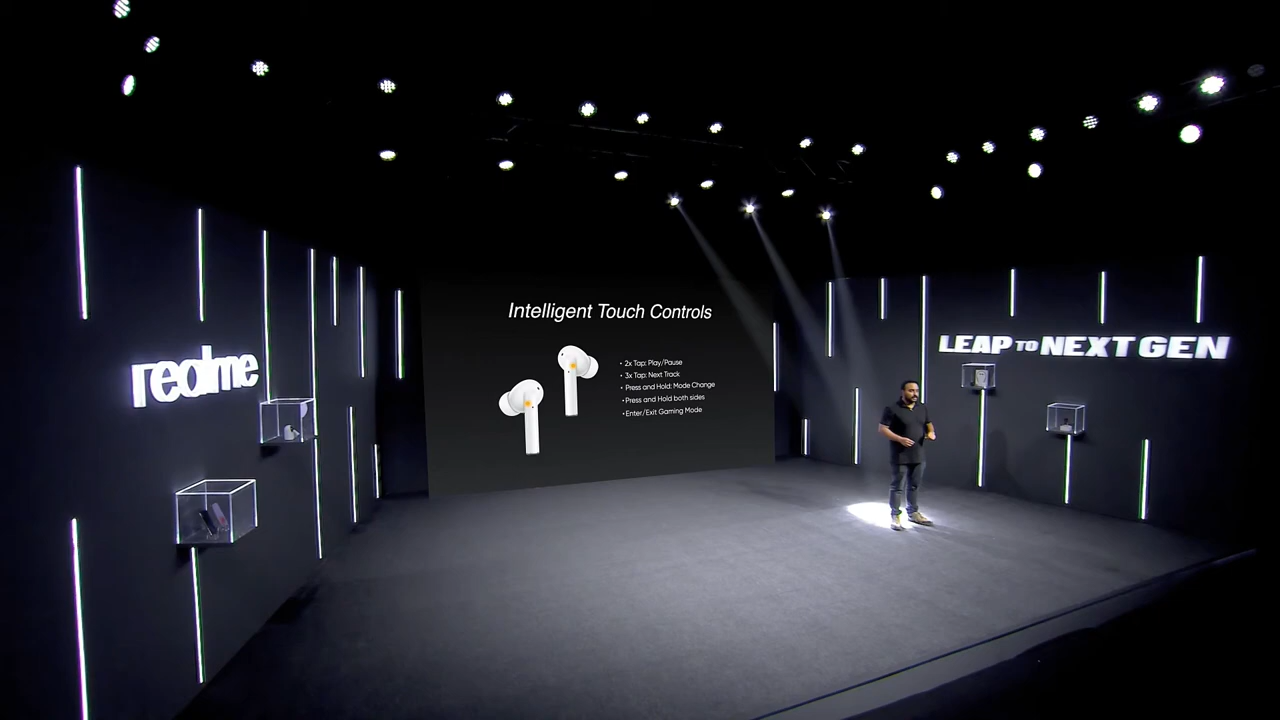 realme
Intelligent Touch Controls
• 2x Tap: Play/Pause
• 3x Tap: Next Track
• Press and Hold: Mode Change
• Press and Hold both sides
• Enter/Exit Gaming Mode
LEAP TO NEXT GEN